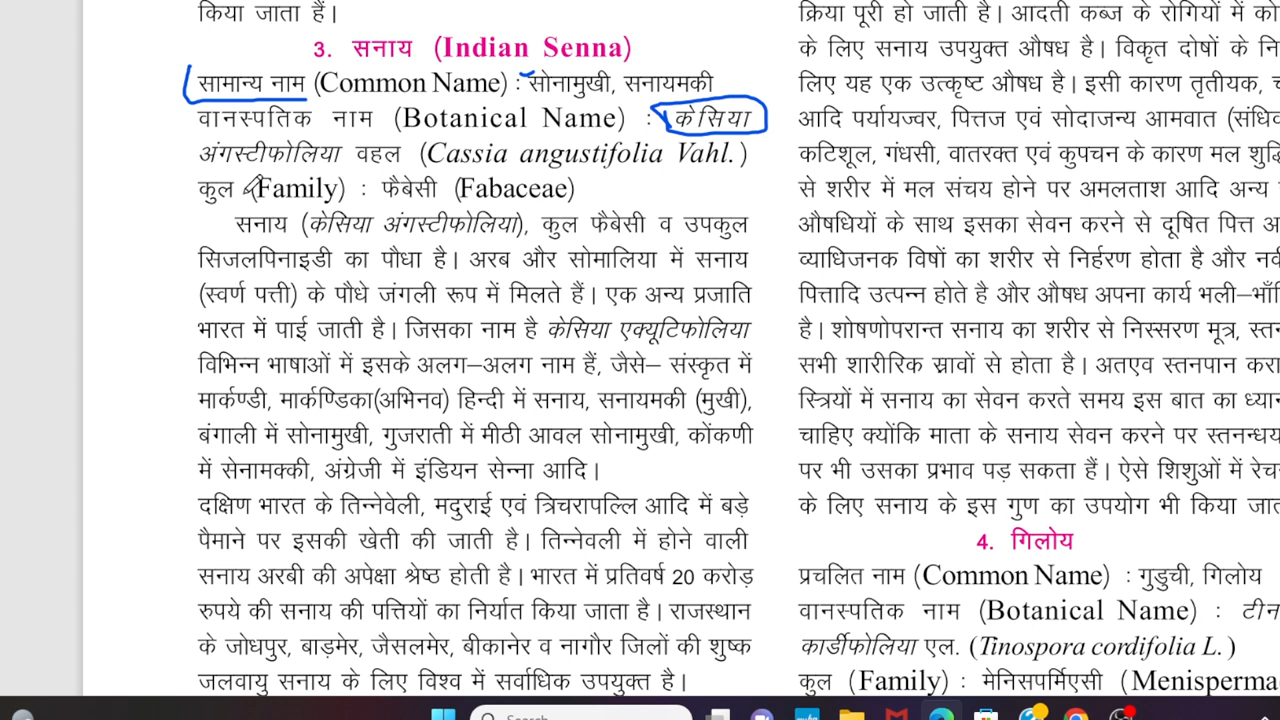 किया जाता हैं।
3. सनाय (Indian Senna)
सामान्य नाम (Common Name) : सोनामुखी, सनायमकी
वानस्पतिक नाम (Botanical Name) : केसिया
अंगस्टीफोलिया वहल (Cassia angustifolia Vahl.)
कुल (Family) : फैबेसी (Fabaceae)
सनाय (केसिया अंगस्टीफोलिया), कुल फैबेसी व उपकुल
सिजलपिनाइडी का पौधा है। अरब और सोमालिया में सनाय
(स्वर्ण पत्ती) के पौधे जंगली रूप में मिलते हैं। एक अन्य प्रजाति
भारत में पाई जाती है। जिसका नाम है केसिया एक्यूटिफोलिया
विभिन्न भाषाओं में इसके अलग–अलग नाम हैं, जैसे– संस्कृत में
मार्कण्डी, मार्कण्डिका(अभिनव) हिन्दी में सनाय, सनायमकी (मुखी),
बंगाली में सोनामुखी, गुजराती में मीठी आवल सोनामुखी, कोंकणी
में सेनामक्की, अंग्रेजी में इंडियन सेन्ना आदि।
दक्षिण भारत के तिन्नेवेली, मदुराई एवं त्रिचरापल्लि आदि में बड़े
पैमाने पर इसकी खेती की जाती है। तिन्नेवली में होने वाली
सनाय अरबी की अपेक्षा श्रेष्ठ होती है। भारत में प्रतिवर्ष 20 करोड़
रुपये की सनाय की पत्तियों का निर्यात किया जाता है। राजस्थान
के जोधपुर, बाड़मेर, जैसलमेर, बीकानेर व नागौर जिलों की शुष्क
जलवायु सनाय के लिए विश्व में सर्वाधिक उपयुक्त है।
क्रिया पूरी हो जाती है। आदती कब्ज के रोगियों में को
के लिए सनाय उपयुक्त औषध है। विकृत दोषों के नि
लिए यह एक उत्कृष्ट औषध है। इसी कारण तृतीयक, च
आदि पर्यायज्वर, पित्तज एवं सोदाजन्य आमवात (संधिव
कटिशूल, गंधसी, वातरक्त एवं कुपचन के कारण मल शुद्धि
से शरीर में मल संचय होने पर अमलताश आदि अन्य
औषधियों के साथ इसका सेवन करने से दूषित पित्त अ
व्याधिजनक विषों का शरीर से निर्हरण होता है और नवी
पित्तादि उत्पन्न होते है और औषध अपना कार्य भली–भाँति
है। शोषणोपरान्त सनाय का शरीर से निस्सरण मूत्र, स्तन
सभी शारीरिक स्रावों से होता है। अतएव स्तनपान करा
स्त्रियों में सनाय का सेवन करते समय इस बात का ध्यान
चाहिए क्योंकि माता के सनाय सेवन करने पर स्तनन्धय
पर भी उसका प्रभाव पड़ सकता हैं। ऐसे शिशुओं में रेच
के लिए सनाय के इस गुण का उपयोग भी किया जात
4. गिलोय
प्रचलित नाम (Common Name) : गुडुची, गिलोय
वानस्पतिक नाम (Botanical Name) : टीन
कार्डीफोलिया एल. (Tinospora cordifolia L.)
कुल (Family) : मेनिसपर्मिएसी (Menisperma
Search